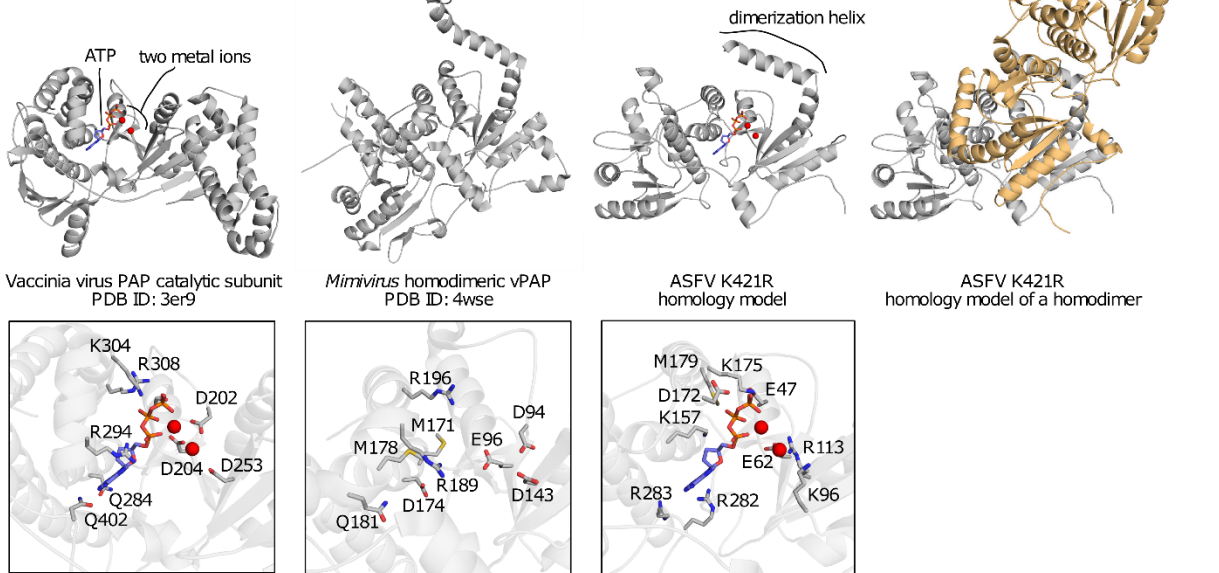 dimerization helix
ATP
two metal ions
Vaccinia virus PAP catalytic subunit
PDB ID: 3er9
Mimivirus homodimeric vPAP
PDB ID: 4wse
ASFV K421R
homology model
ASFV K421R
homology model of a homodimer
K304
R308
D202
R294
D204
D253
Q284
Q402
R196
D94
M171
E96
M178
R189
D143
D174
Q181
M179
K175
E47
D172
K157
R113
E62
K96
R283
R282